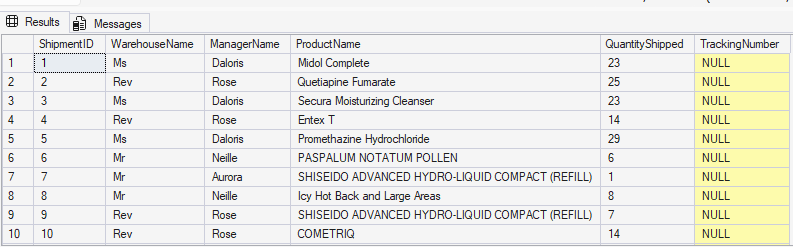 Results Messages
ShipmentID WarehouseName ManagerName ProductName QuantityShipped TrackingNumber
1 1 Ms Daloris Midol Complete 23 NULL
2 2 Rev Rose Quetiapine Fumarate 25 NULL
3 3 Ms Daloris Secura Moisturizing Cleanser 23 NULL
4 4 Rev Rose Entex T 14 NULL
5 5 Ms Daloris Promethazine Hydrochloride 29 NULL
6 6 Mr Neille PASPALUM NOTATUM POLLEN 6 NULL
7 7 Mr Aurora SHISEIDO ADVANCED HYDRO-LIQUID COMPACT (REFILL) 1 NULL
8 8 Mr Neille Icy Hot Back and Large Areas 8 NULL
9 9 Rev Rose SHISEIDO ADVANCED HYDRO-LIQUID COMPACT (REFILL) 7 NULL
10 10 Rev Rose COMETRIQ 14 NULL